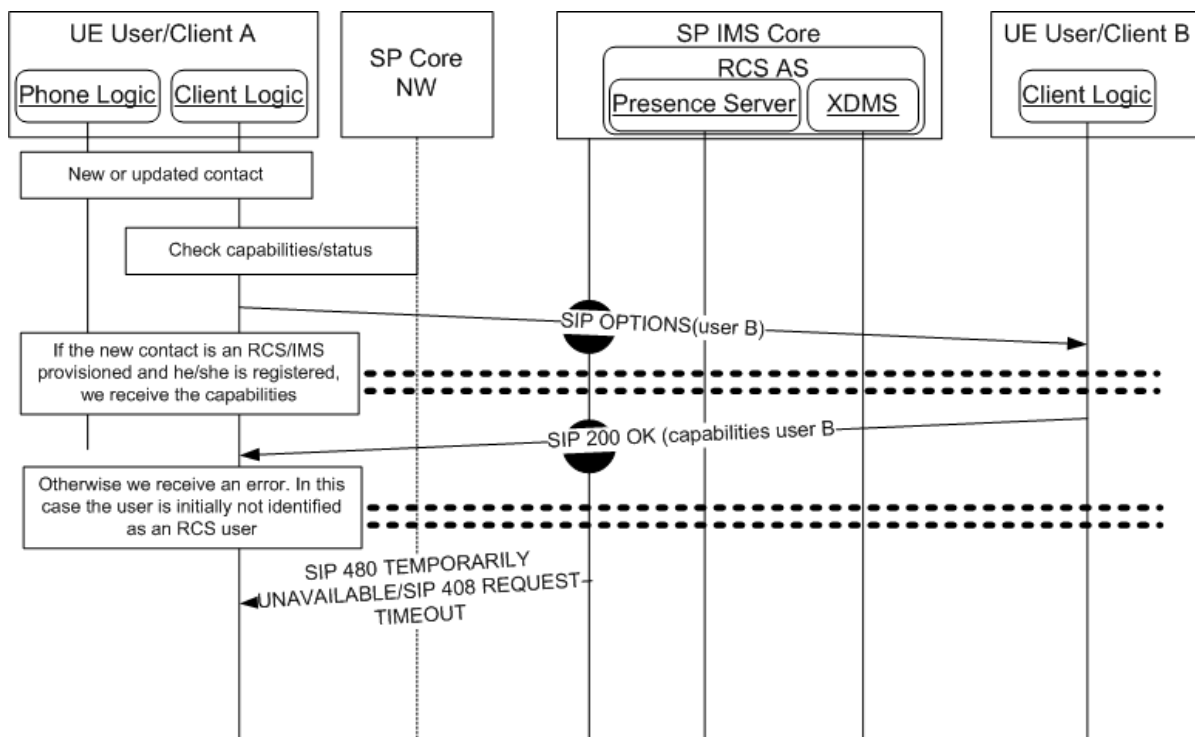 UE User/Client A
Phone Logic
Client Logic
SP Core
NW
SP IMS Core
RCS AS
Presence Server
XDMS
UE User/Client B
Client Logic
New or updated contact
Check capabilities/status
SIP OPTIONS(user B)
If the new contact is an RCS/IMS
provisioned and he/she is registered,
we receive the capabilities
SIP 200 OK (capabilities user B
Otherwise we receive an error. In this
case the user is initially not identified
as an RCS user
SIP 480 TEMPORARILY
UNAVAILABLE/SIP 408 REQUEST
TIMEOUT